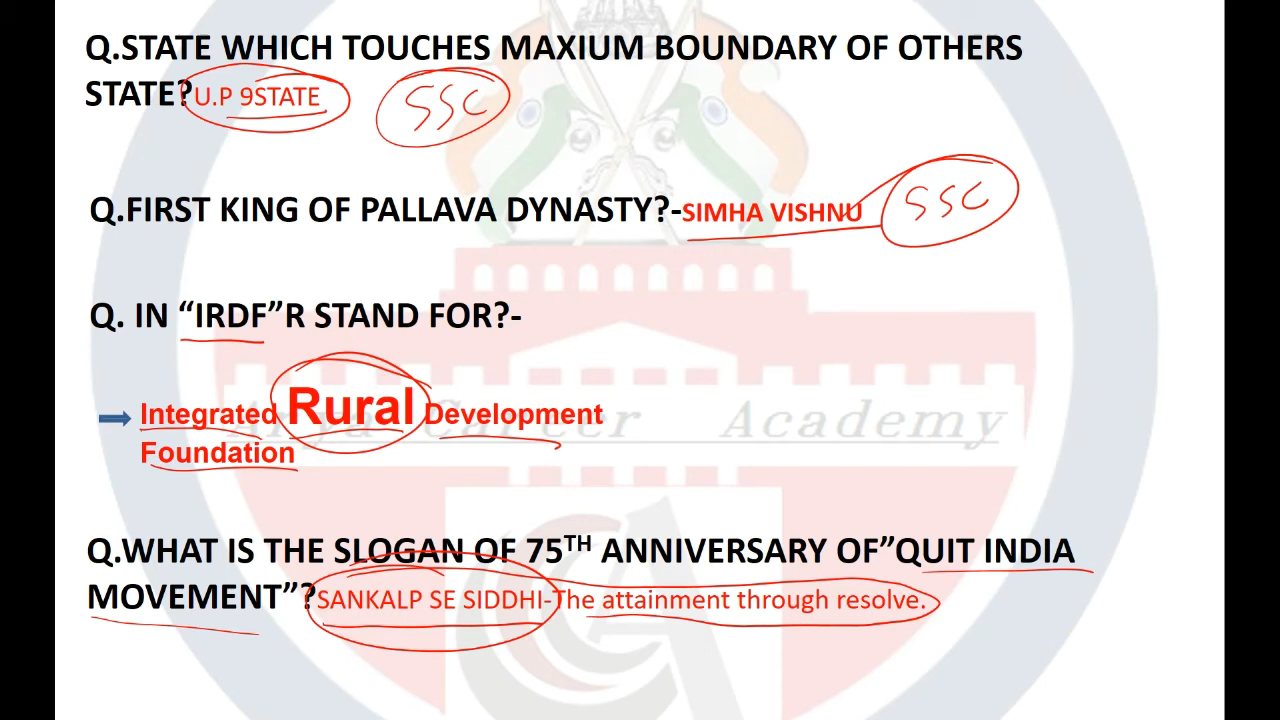 Q.STATE WHICH TOUCHES MAXIUM BOUNDARY OF OTHERS
STATE?U.P 9STATE SSC
Q.FIRST KING OF PALLAVA DYNASTY?-SIMHA VISHNU SSC
Q. IN “IRDF”R STAND FOR?-
Integrated Rural Development
Foundation
Arya Career Academy
Q.WHAT IS THE SLOGAN OF 75TH ANNIVERSARY OF”QUIT INDIA
MOVEMENT”?SANKALP SE SIDDHI-The attainment through resolve.